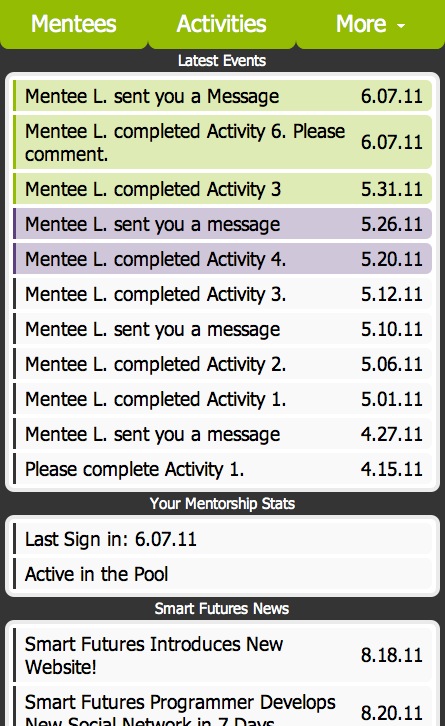 Mentees Activities More
Latest Events
Mentee L. sent you a Message 6.07.11
Mentee L. completed Activity 6. Please
comment. 6.07.11
Mentee L. completed Activity 3 5.31.11
Mentee L. sent you a message 5.26.11
Mentee L. completed Activity 4. 5.20.11
Mentee L. completed Activity 3. 5.12.11
Mentee L. sent you a message 5.10.11
Mentee L. completed Activity 2. 5.06.11
Mentee L. completed Activity 1. 5.01.11
Mentee L. sent you a message 4.27.11
Please complete Activity 1. 4.15.11
Your Mentorship Stats
Last Sign in: 6.07.11
Active in the Pool
Smart Futures News
Smart Futures Introduces New
Website! 8.18.11
Smart Futures Programmer Develops
New Social Network in 7 Days 8.20.11